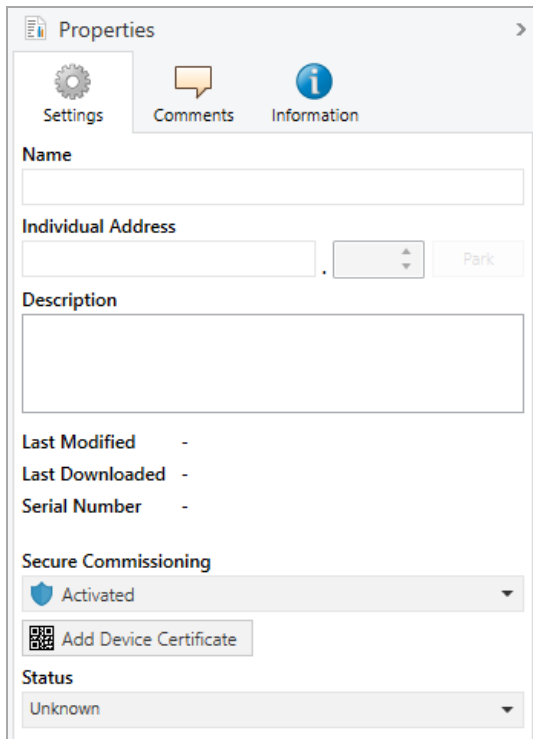 Properties
Settings Comments Information
Name
Individual Address
. Park
Description
Last Modified -
Last Downloaded -
Serial Number -
Secure Commissioning
Activated
Add Device Certificate
Status
Unknown